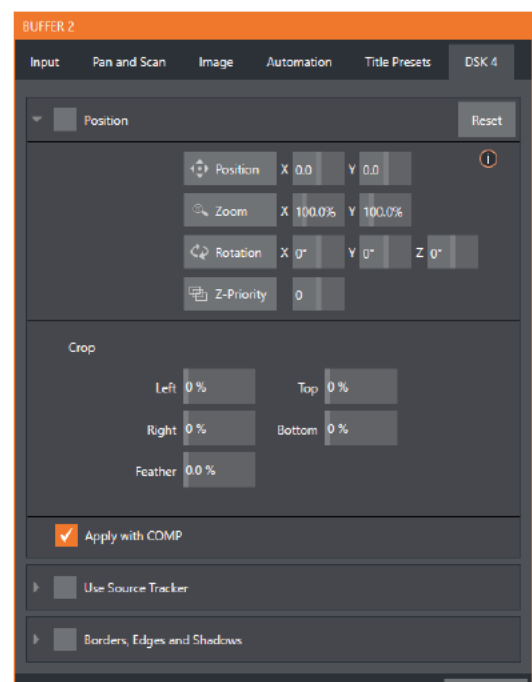 BUFFER 2
Input Pan and Scan Image Automation Title Presets DSK 4
Position Reset
Position X 0.0 Y 0.0
Zoom X 100.0% Y 100.0%
Rotation X 0° Y 0° Z 0°
Z-Priority 0
Crop
Left 0 % Top 0 %
Right 0 % Bottom 0 %
Feather 0.0 %
Apply with COMP
Use Source Tracker
Borders, Edges and Shadows